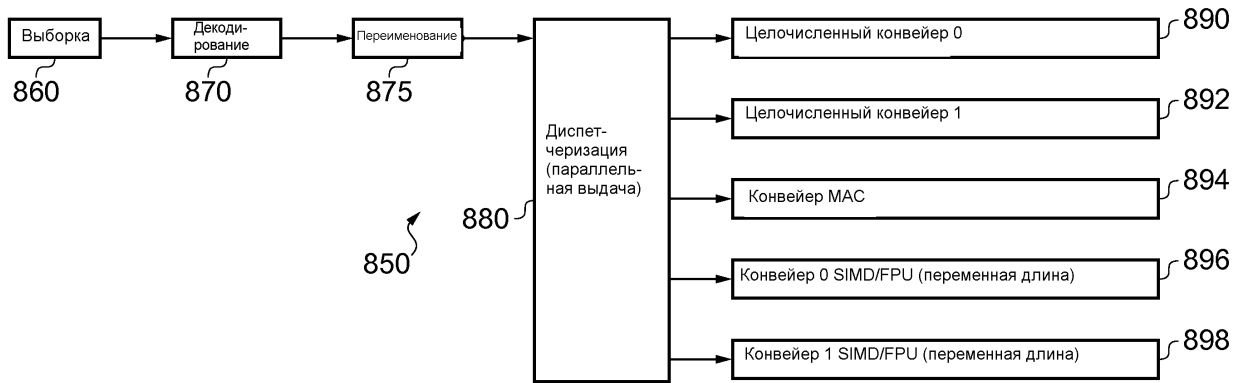 Выборка
860
Декоди-
рование
870
Переименование
875
Диспет-
черизация
(параллель-
ная выдача)
880
850
Целочисленный конвейер 0
890
Целочисленный конвейер 1
892
Конвейер MAC
894
Конвейер 0 SIMD/FPU (переменная длина)
896
Конвейер 1 SIMD/FPU (переменная длина)
898